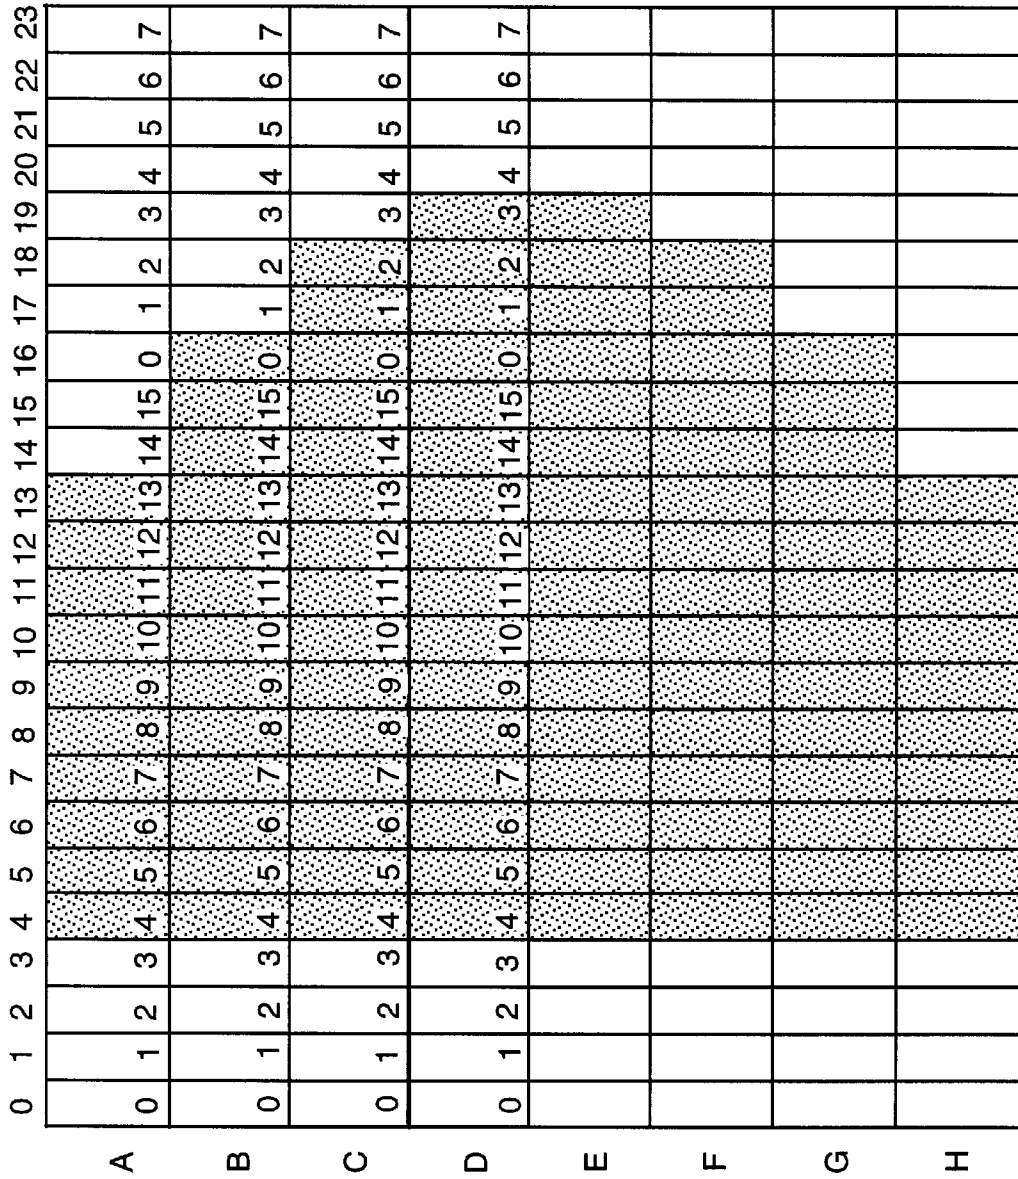 0 1 2 3 4 5 6 7 8 9 10 11 12 13 14 15 16 17 18 19 20 21 22 23
A 0 1 2 3 4 5 6 7 8 9 10 11 12 13 14 15 0 1 2 3 4 5 6 7
B 0 1 2 3 4 5 6 7 8 9 10 11 12 13 14 15 0 1 2 3 4 5 6 7
C 0 1 2 3 4 5 6 7 8 9 10 11 12 13 14 15 0 1 2 3 4 5 6 7
D 0 1 2 3 4 5 6 7 8 9 10 11 12 13 14 15 0 1 2 3 4 5 6 7
E
F
G
H